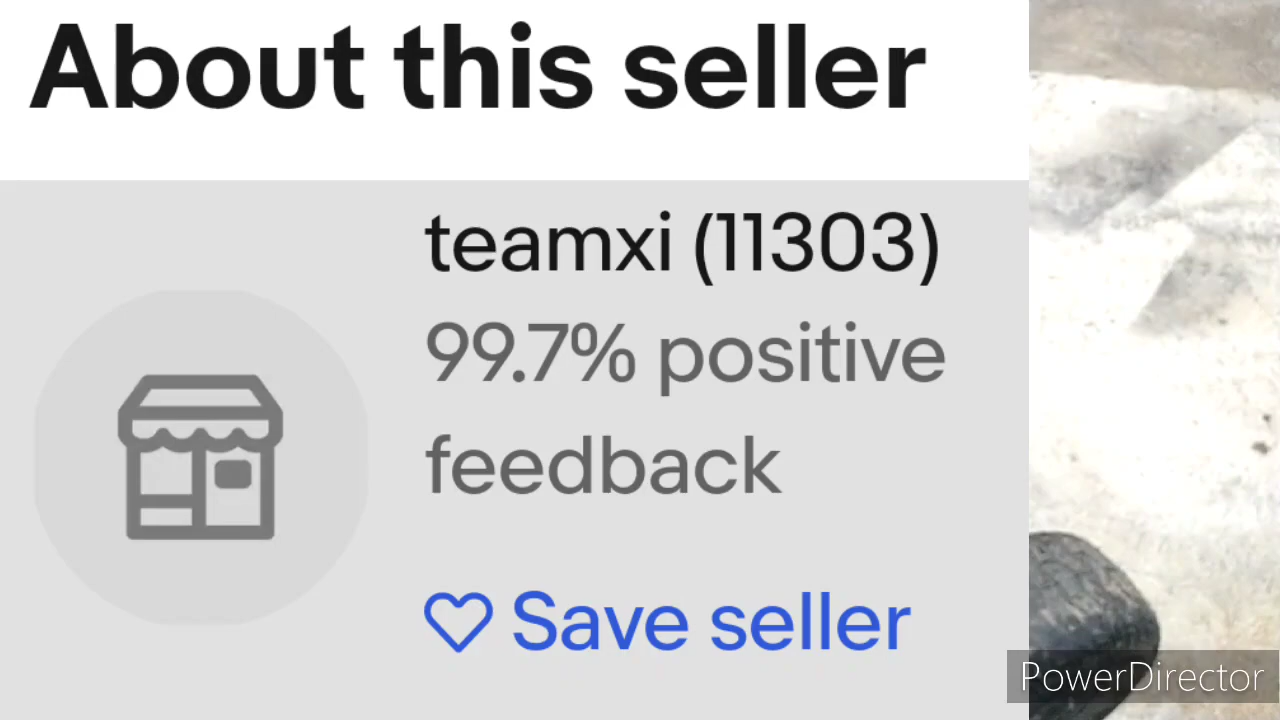 About this seller
teamxi (11303)
99.7% positive
feedback
Save seller
PowerDirector